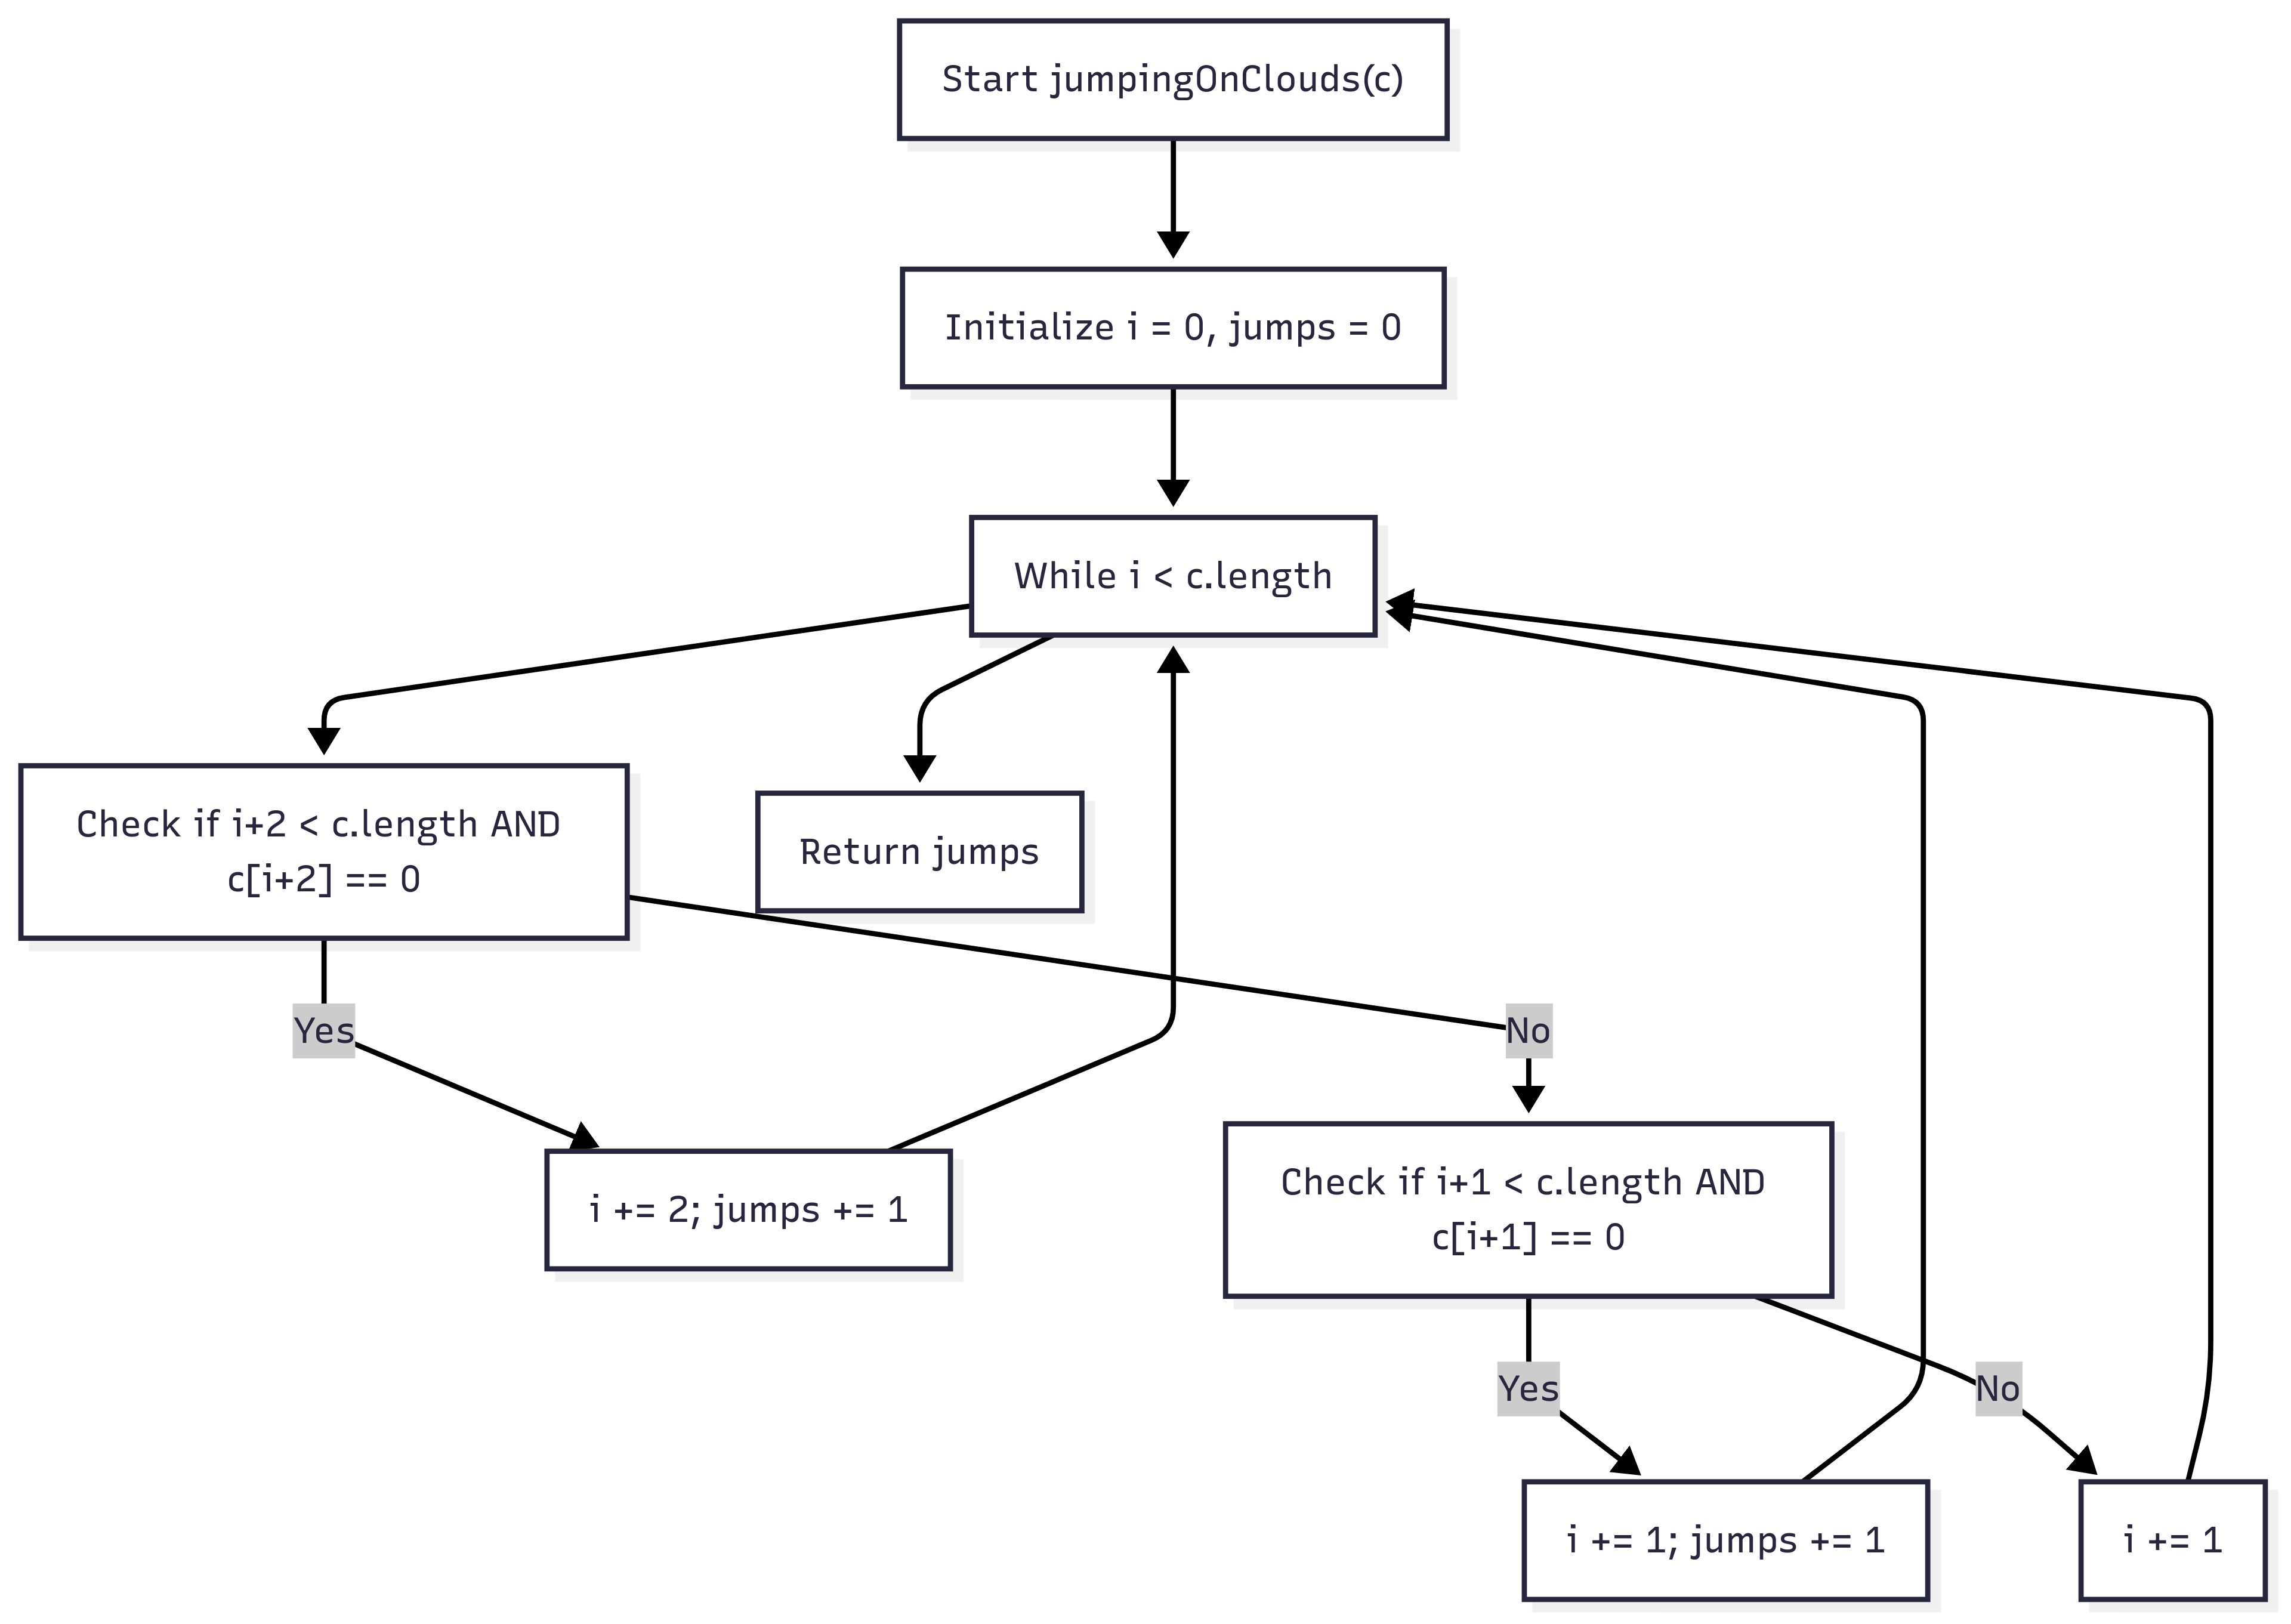 Start jumpingOnClouds(c)
Initialize i = 0, jumps = 0
While i < c.length
Check if i+2 < c.length AND
c[i+2] == 0
Return jumps
Yes
No
i += 2; jumps += 1
Check if i+1 < c.length AND
c[i+1] == 0
Yes
No
i += 1; jumps += 1
i += 1